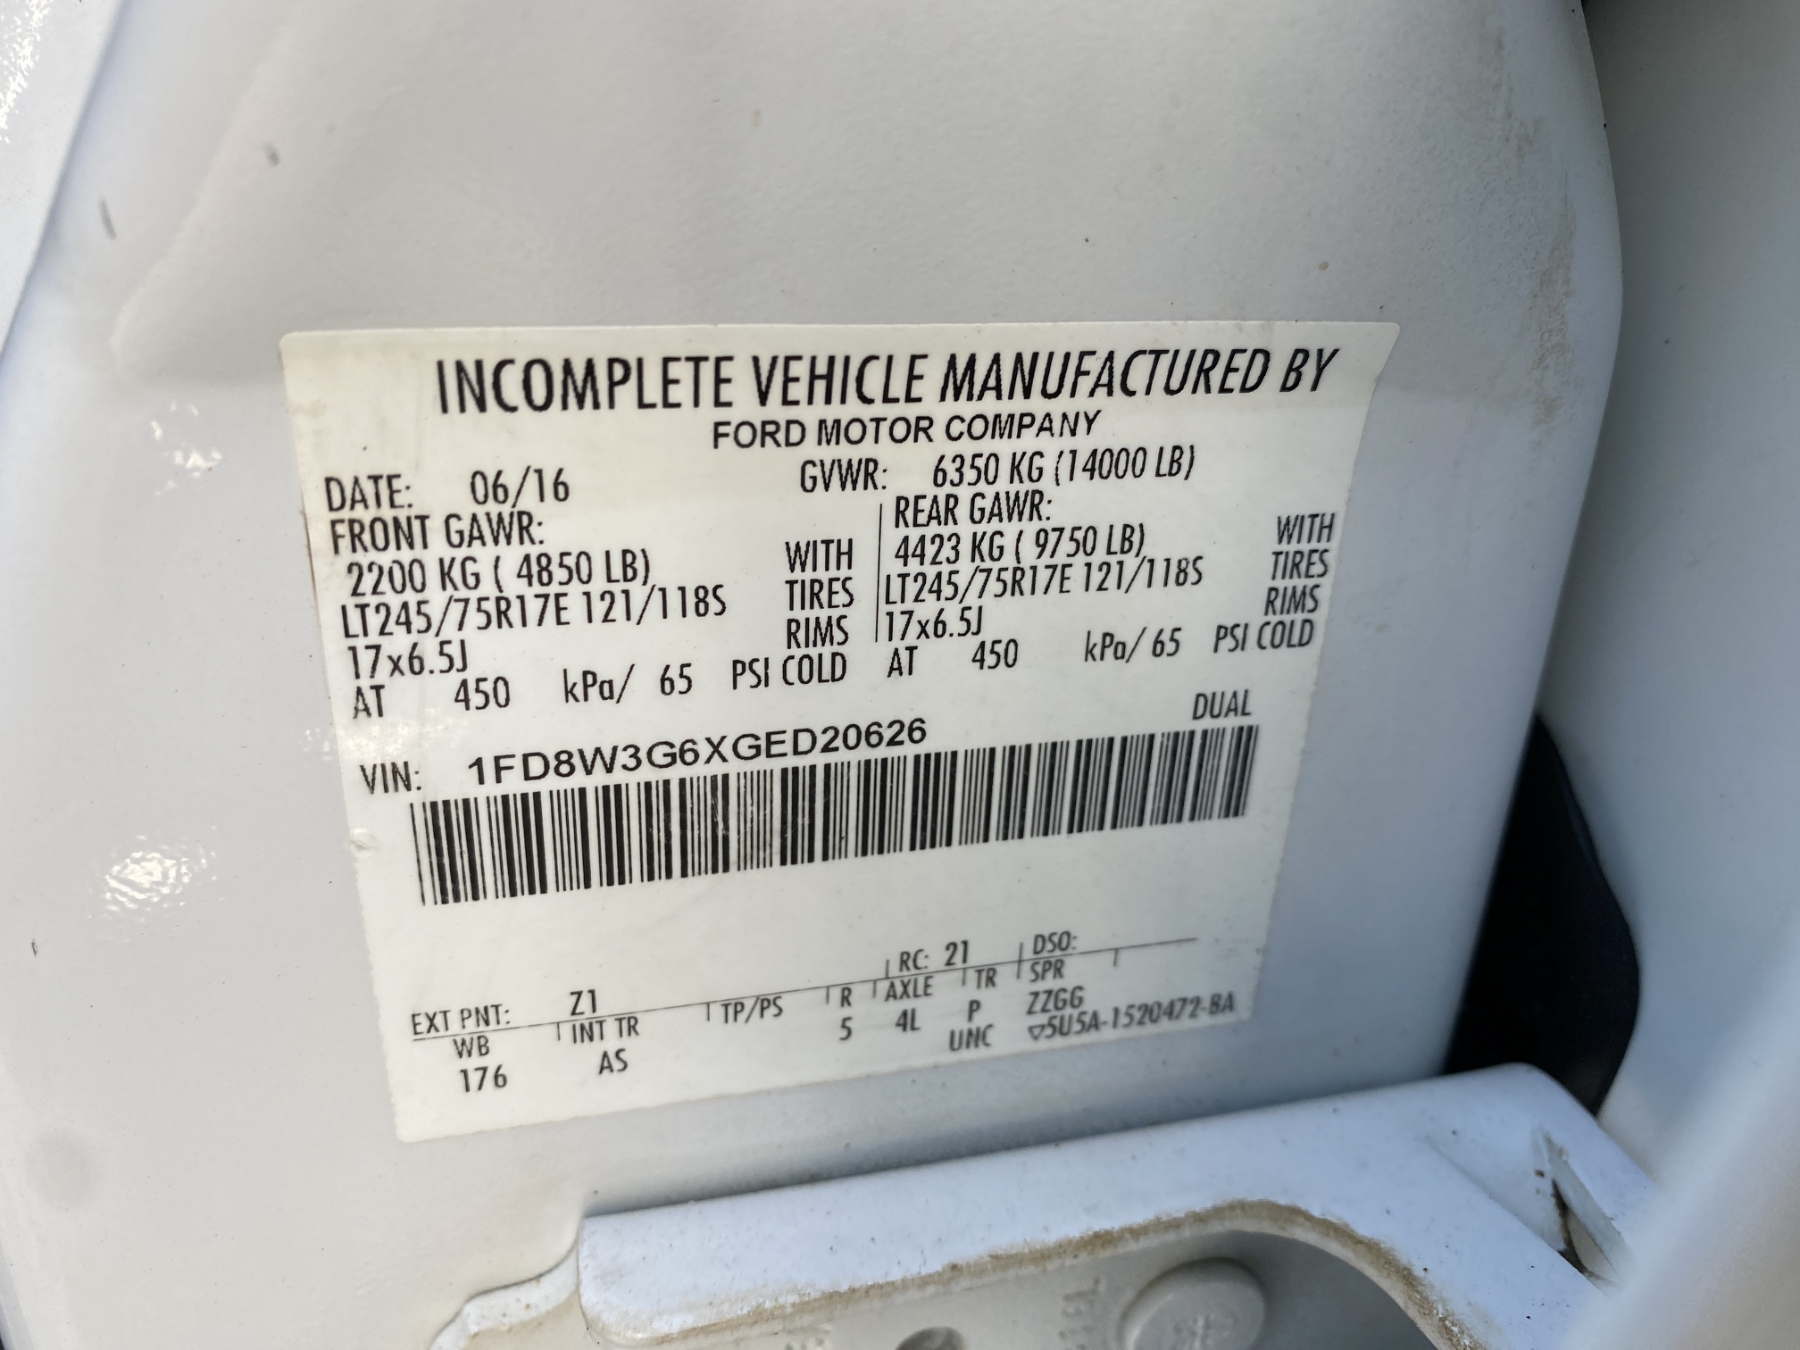 INCOMPLETE VEHICLE MANUFACTURED BY
FORD MOTOR COMPANY
DATE: 06/16 GVWR: 6350 KG (14000 LB)
FRONT GAWR: REAR GAWR:
2200 KG ( 4850 LB) WITH 4423 KG ( 9750 LB) WITH
LT245/75R17E 121/118S TIRES LT245/75R17E 121/118S TIRES
17x6.5J RIMS 17x6.5J RIMS
AT 450 kPa/ 65 PSI COLD AT 450 kPa/ 65 PSI COLD
DUAL
VIN: 1FD8W3G6XGED20626
EXT PNT: Z1 RC: 21 DSO:
WB INT TR TP/PS R AXLE TR SPR
176 AS 5 4L P ZZGG
UNC ▽5U5A-1520472-BA